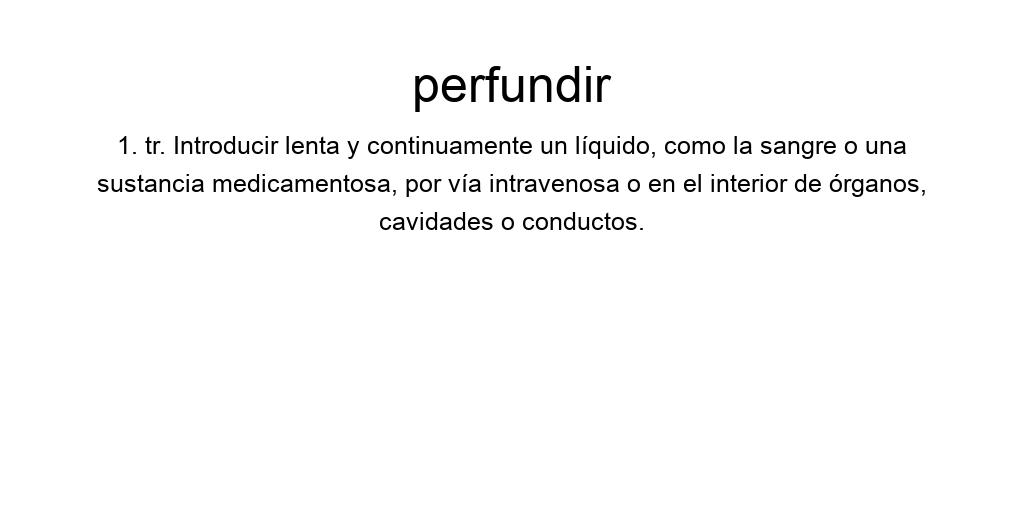 perfundir
1. tr. Introducir lenta y continuamente un líquido, como la sangre o una
sustancia medicamentosa, por vía intravenosa o en el interior de órganos,
cavidades o conductos.